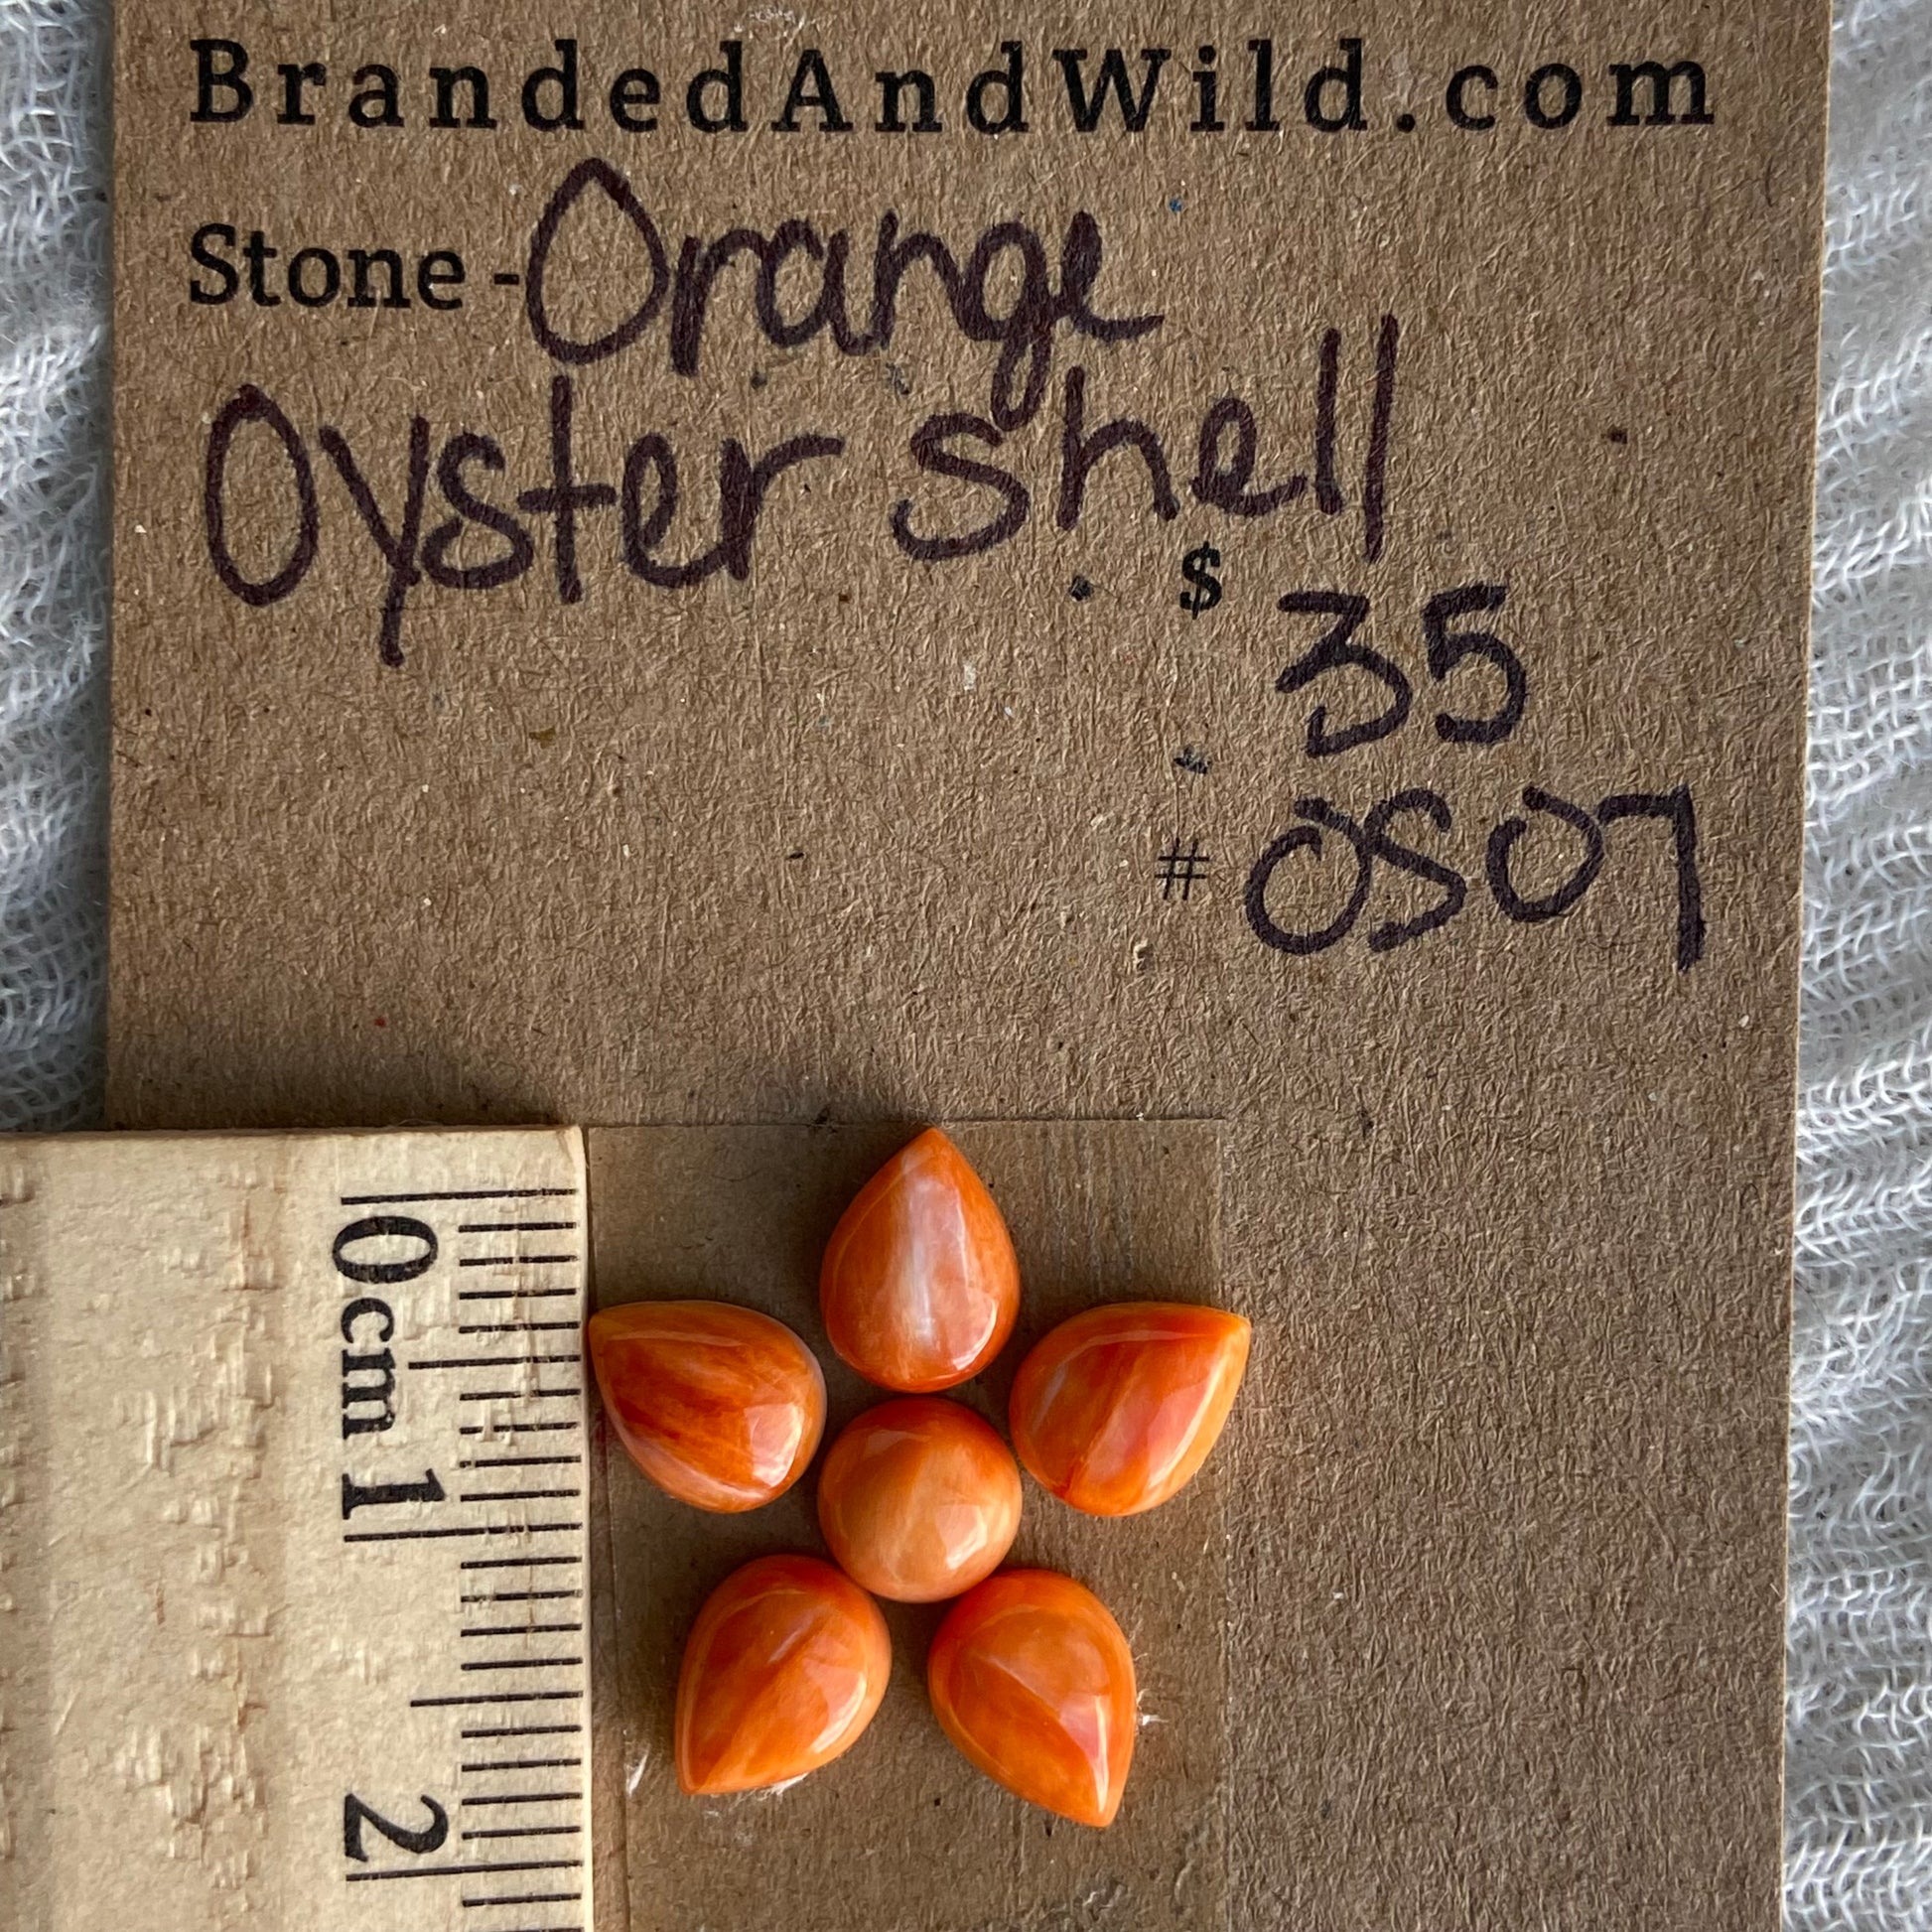 BrandedAndWild.com
Stone - Orange
Oyster shell
$ 35
# OS07
0cm 1 2